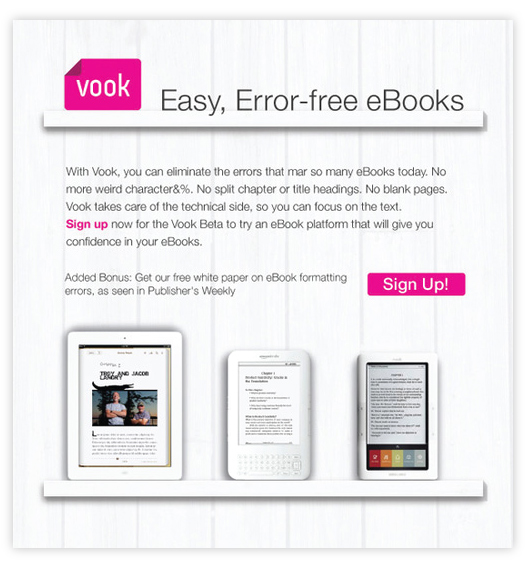 vook
Easy, Error-free eBooks
With Vook, you can eliminate the errors that mar so many eBooks today. No
more weird character&%. No split chapter or title headings. No blank pages.
Vook takes care of the technical side, so you can focus on the text.
Sign up now for the Vook Beta to try an eBook platform that will give you
confidence in your eBooks.
Added Bonus: Get our free white paper on eBook formatting
errors, as seen in Publisher's Weekly
Sign Up!
TROY AND JACOB
LANDRY
Chapter 1